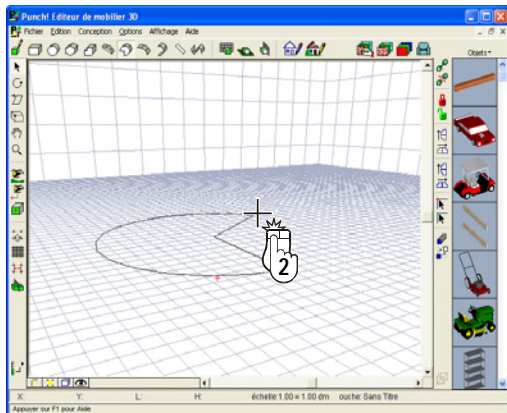 Punch! Editeur de mobilier 3D
Fichier Edition Conception Options Affichage Aide
Objets
2
X: Y: L: H: échelle:1.00 = 1.00 dm ouche: Sans Titre
Appuyer sur F1 pour Aide